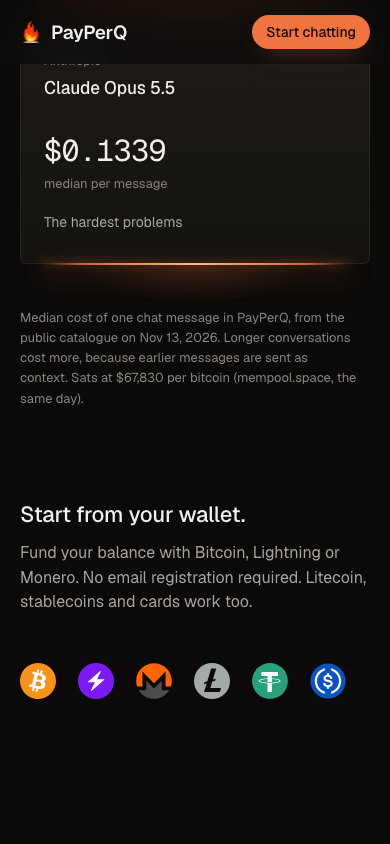 PayPerQ
Start chatting
Anthropic
Claude Opus 5.5
$0.1339
median per message
The hardest problems
Median cost of one chat message in PayPerQ, from the
public catalogue on Nov 13, 2026. Longer conversations
cost more, because earlier messages are sent as
context. Sats at $67,830 per bitcoin (mempool.space, the
same day).
Start from your wallet.
Fund your balance with Bitcoin, Lightning or
Monero. No email registration required. Litecoin,
stablecoins and cards work too.